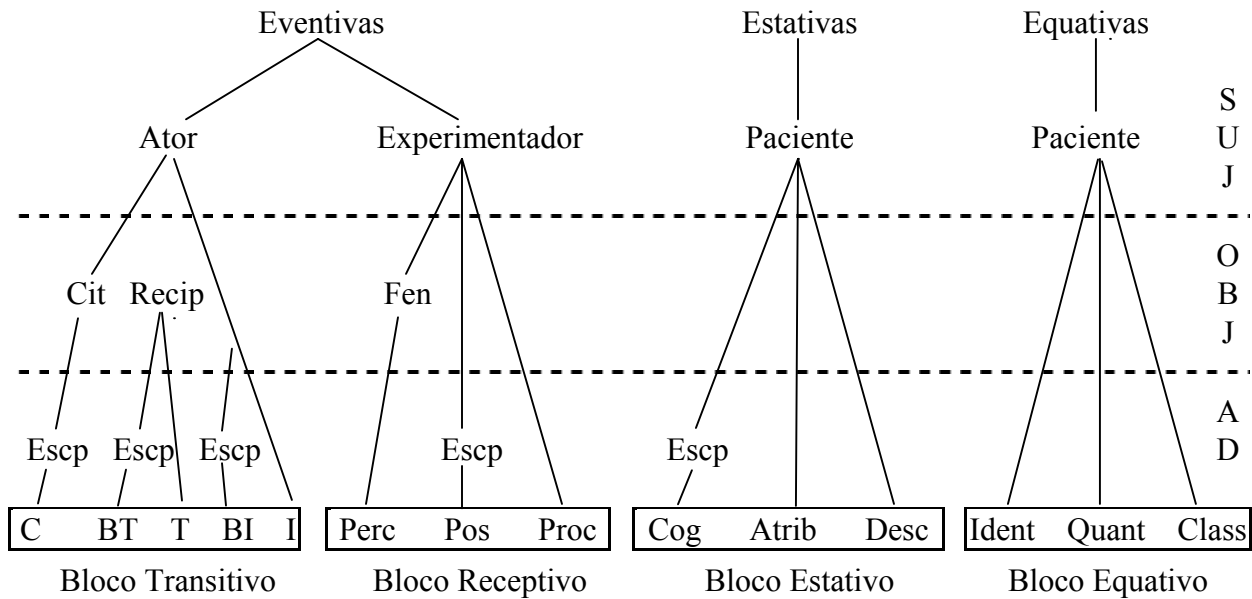 Eventivas Estativas Equativas
S
Ator Experimentador Paciente Paciente U
J
O
Cit Recip Fen B
J
A
Escp Escp Escp Escp Escp D
C BT T BI I Perc Pos Proc Cog Atrib Desc Ident Quant Class
Bloco Transitivo Bloco Receptivo Bloco Estativo Bloco Equativo